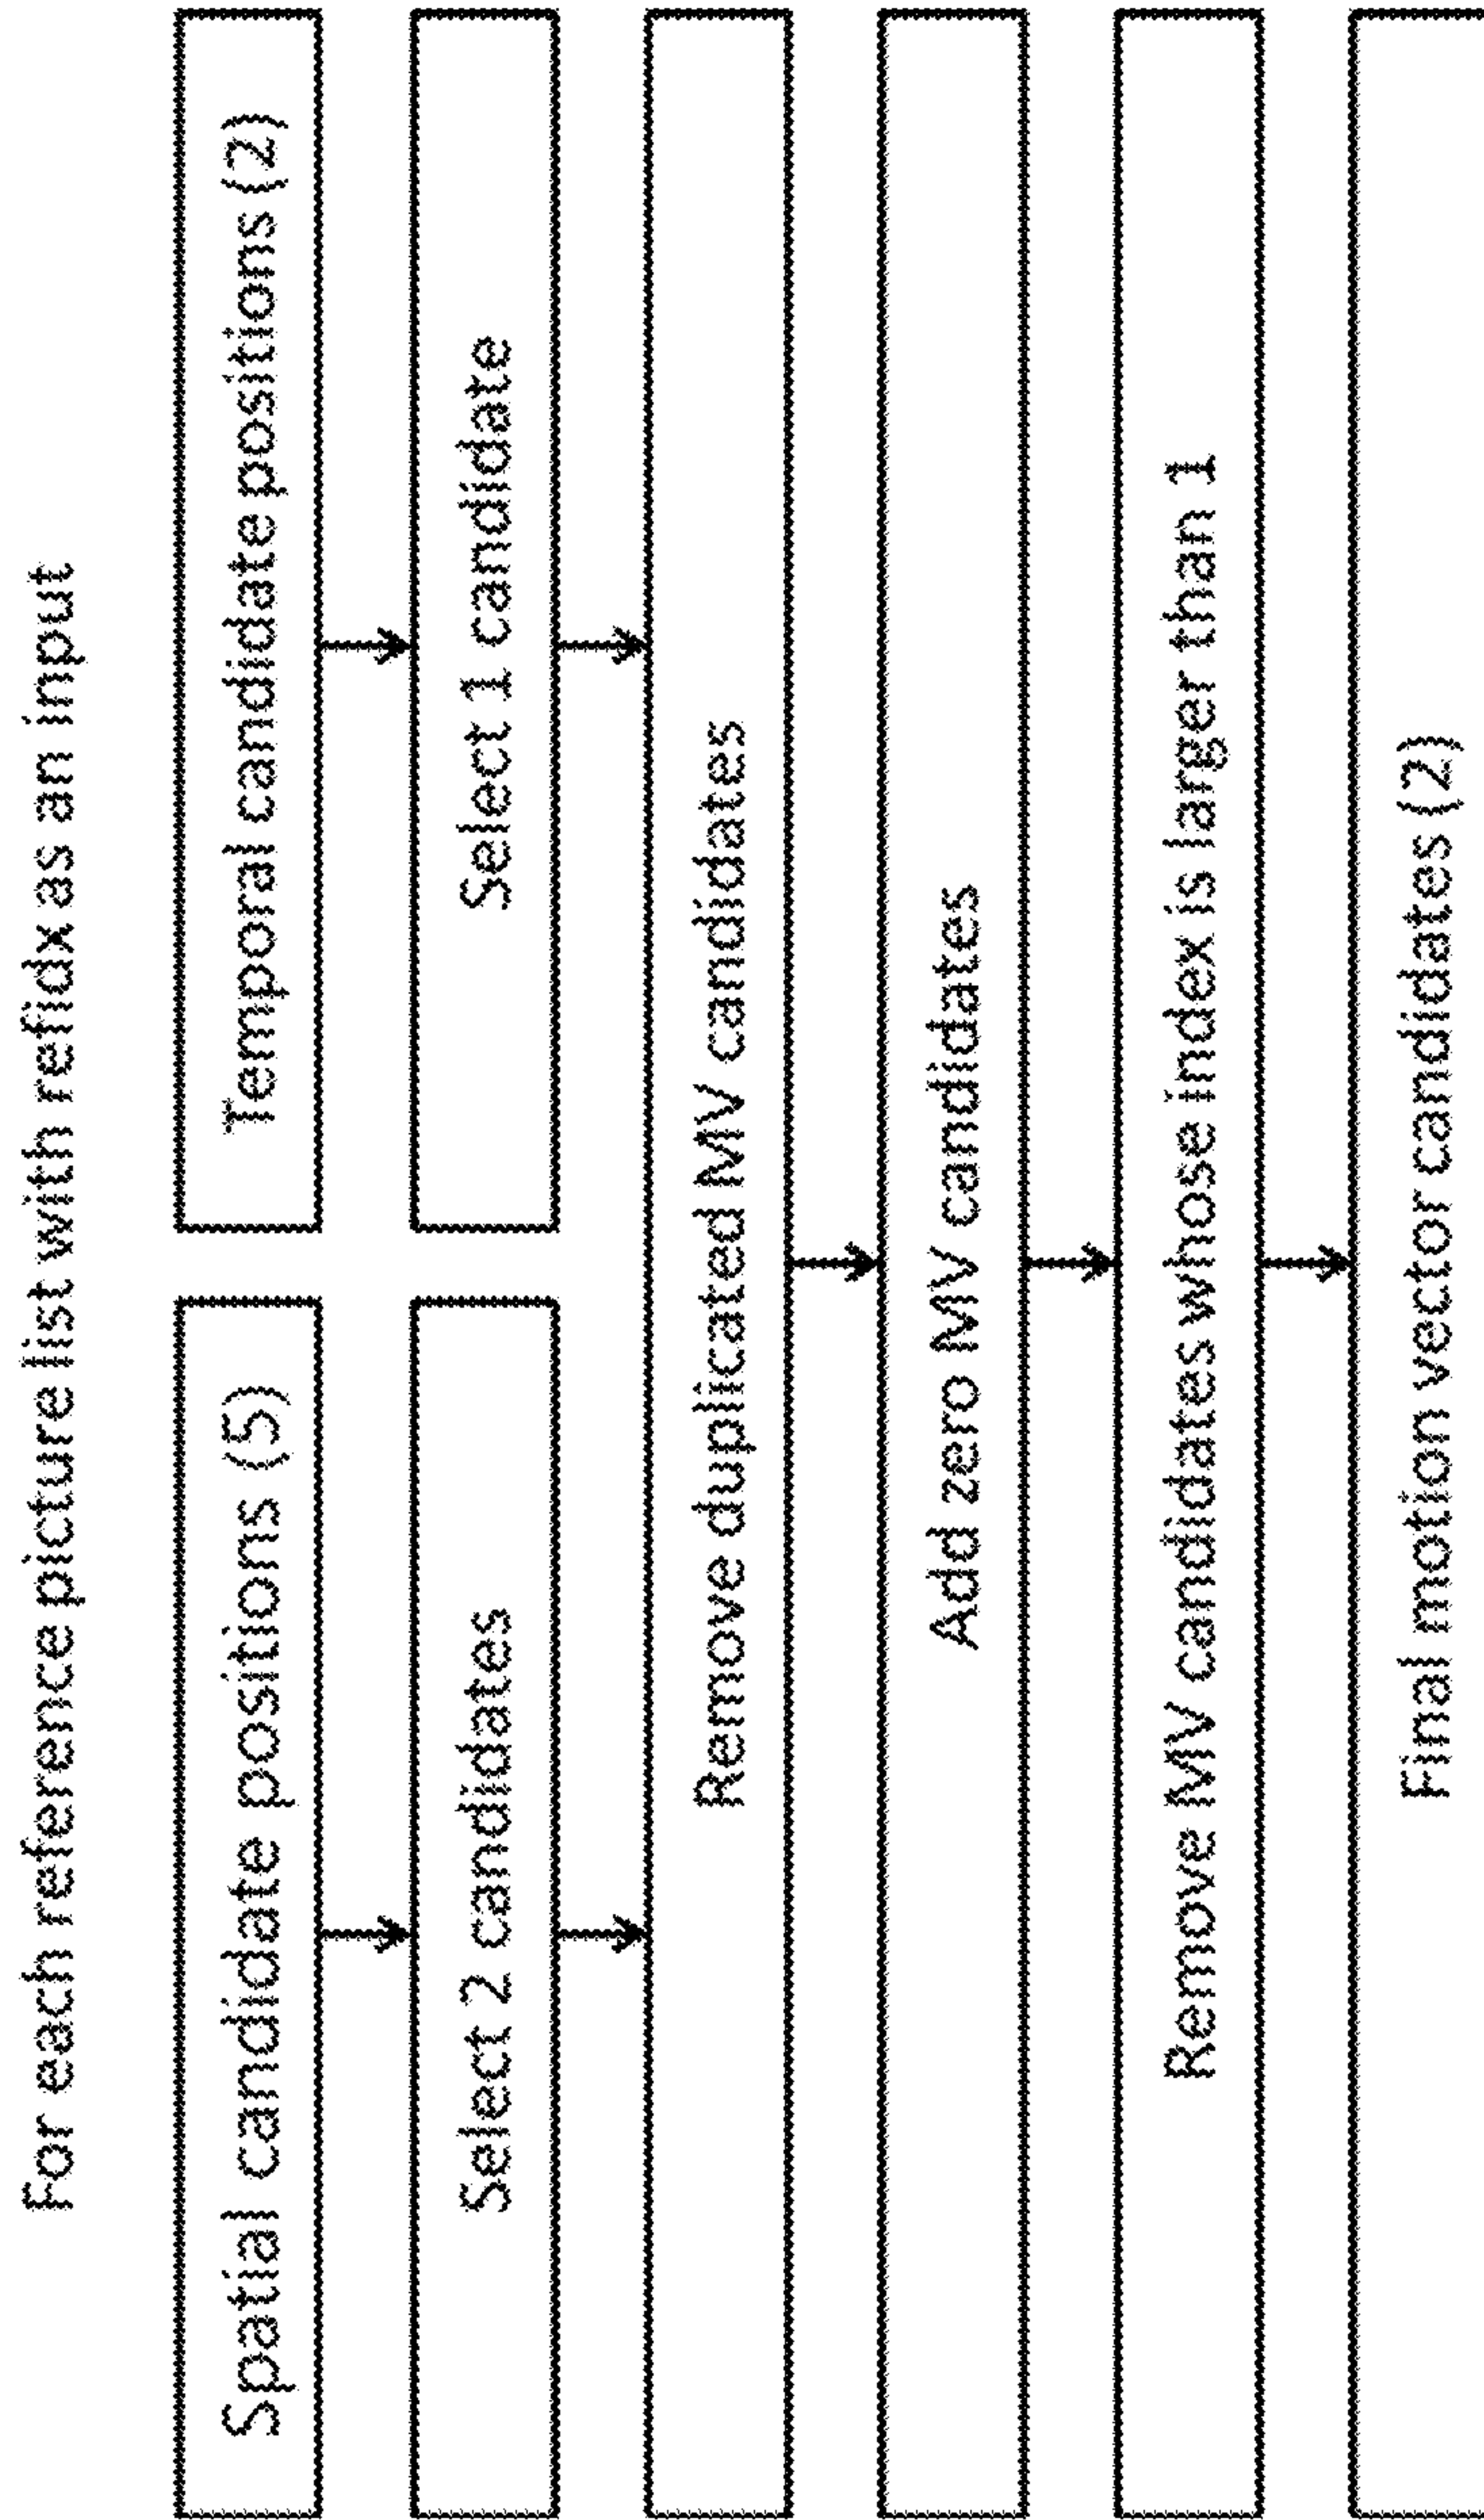 For each reference picture list with refidx as an input
Spatial candidate positions (5)
Temporal candidate positions (2)
Select 2 candidates
Select 1 candidate
Remove duplicated MV candidates
Add zero MV candidates
Remove MV candidates whose index is larger than 1
Final motion vector candidates (2)